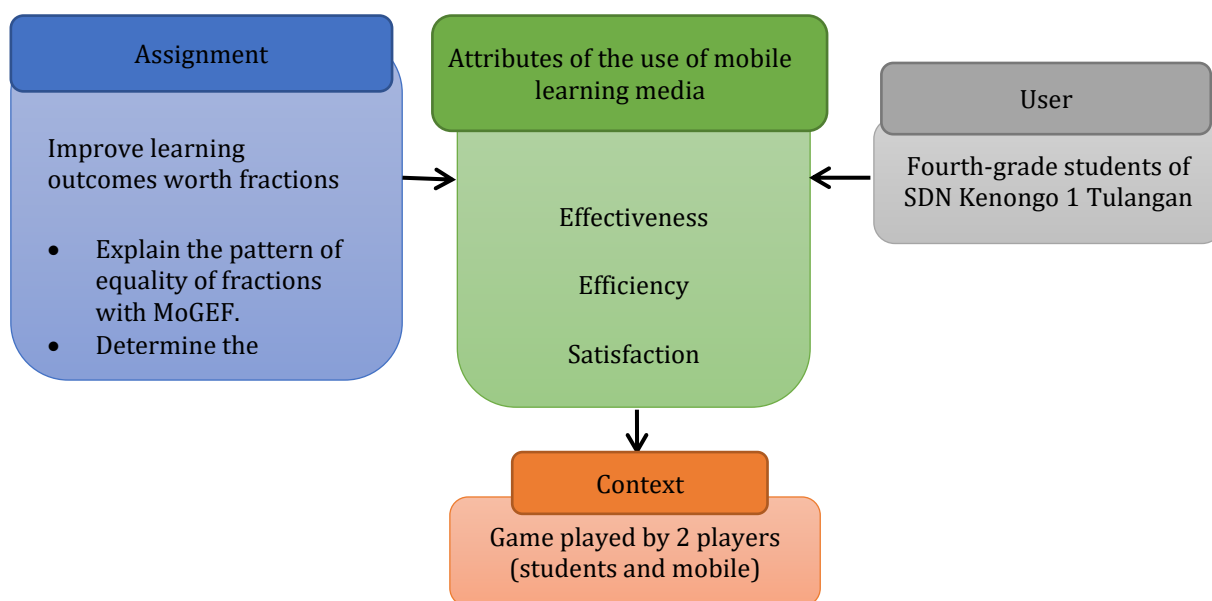 Assignment
Improve learning
outcomes worth fractions
• Explain the pattern of
equality of fractions
with MoGEF.
• Determine the
Attributes of the use of mobile
learning media
Effectiveness
Efficiency
Satisfaction
User
Fourth-grade students of
SDN Kenongo 1 Tulangan
Context
Game played by 2 players
(students and mobile)